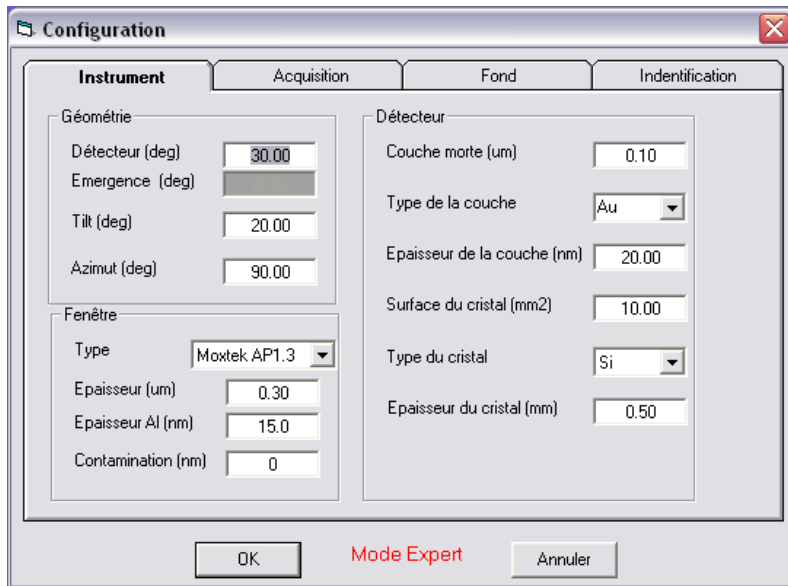 Configuration
Instrument
Acquisition
Fond
Indentification
Géométrie
Détecteur (deg) 30.00
Emergence (deg)
Tilt (deg) 20.00
Azimut (deg) 90.00
Fenêtre
Type Moxtek AP1.3
Epaisseur (um) 0.30
Epaisseur Al (nm) 15.0
Contamination (nm) 0
Détecteur
Couche morte (um) 0.10
Type de la couche Au
Epaisseur de la couche (nm) 20.00
Surface du cristal (mm2) 10.00
Type du cristal Si
Epaisseur du cristal (mm) 0.50
OK
Mode Expert
Annuler